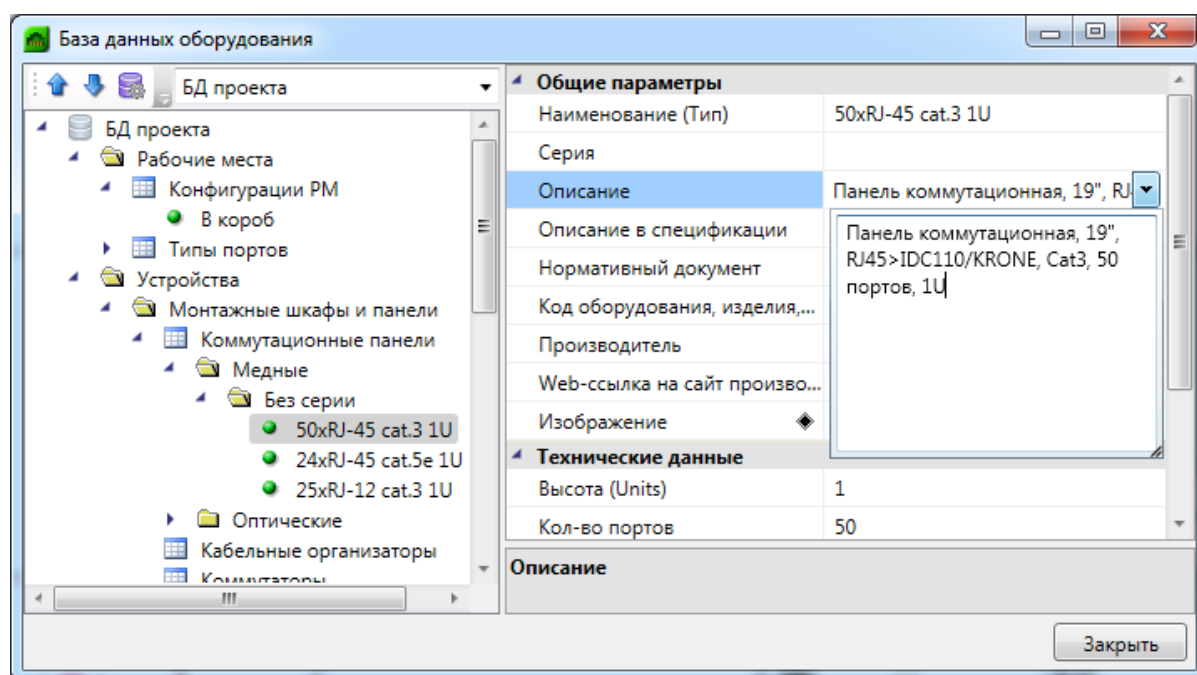 База данных оборудования
БД проекта
БД проекта
Рабочие места
Конфигурации РМ
В короб
Типы портов
Устройства
Монтажные шкафы и панели
Коммутационные панели
Медные
Без серии
50xRJ-45 cat.3 1U
24xRJ-45 cat.5e 1U
25xRJ-12 cat.3 1U
Оптические
Кабельные организаторы
Коммутаторы
Общие параметры
Наименование (Тип) 50xRJ-45 cat.3 1U
Серия
Описание Панель коммутационная, 19", RJ
Описание в спецификации
Нормативный документ
Код оборудования, изделия,...
Производитель
Web-ссылка на сайт произво...
Изображение
Панель коммутационная, 19",
RJ45>IDC110/KRONE, Cat3, 50
портов, 1U
Технические данные
Высота (Units) 1
Кол-во портов 50
Описание
Закрыть